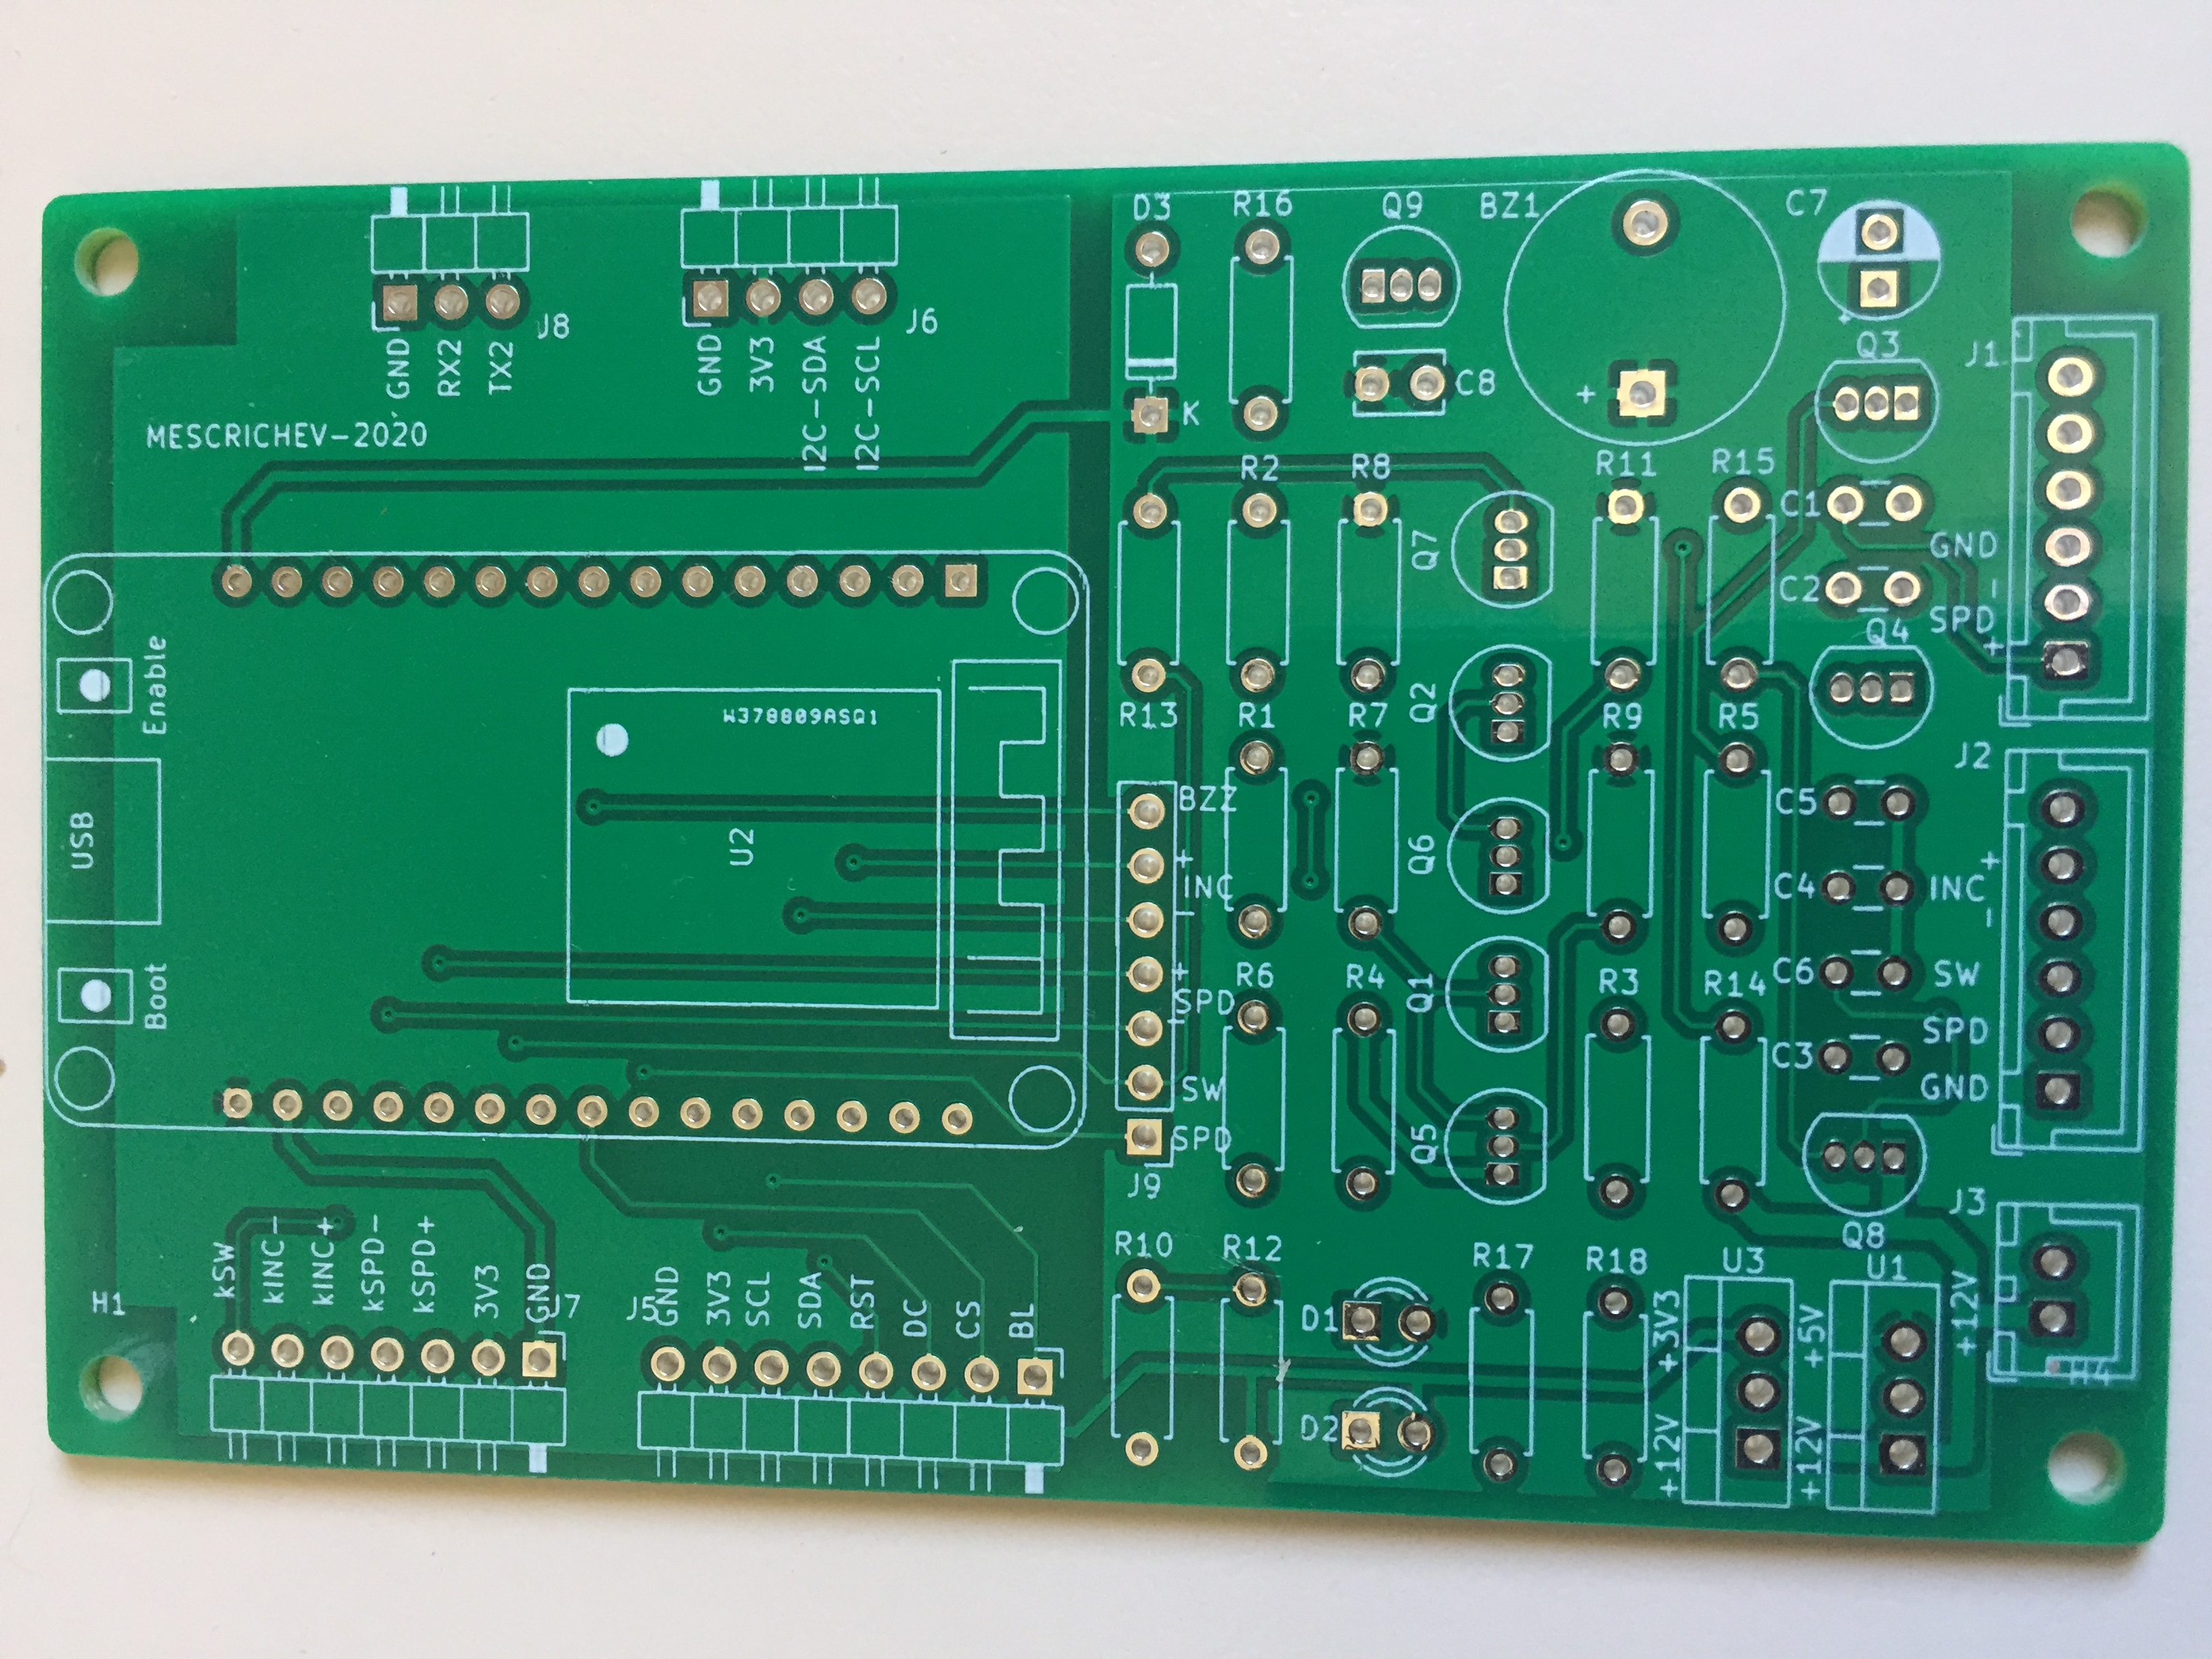 USB
H1
Boot
Enable
MESCRICHEV-2020
kSW
kINC-
kINC+
kSPD-
kSPD+
3V3
GND
J7
GND
RX2
TX2
J8
J5
GND
3V3
SCL
SDA
RST
DC
CS
BL
U2
W378809ASQ1
GND
3V3
I2C-SDA
I2C-SCL
J6
R10
J9
SPD
SW
- SPD +
- INC +
BZZ
R13
K
D3
R12
R6
R1
R2
R16
D2
D1
R4
R7
R8
Q5
Q1
Q6
Q2
Q7
C8
Q9
R17
BZ1
+
R18
R3
R9
R11
+12V
+3V3
U3
R14
R5
R15
+12V
+5V
U1
Q8
C3
C6
C4
C5
C2
C1
Q4
Q3
C7
+
+12V
J3
GND
SPD
SW
- INC +
J2
+ SPD -
GND
J1
H4